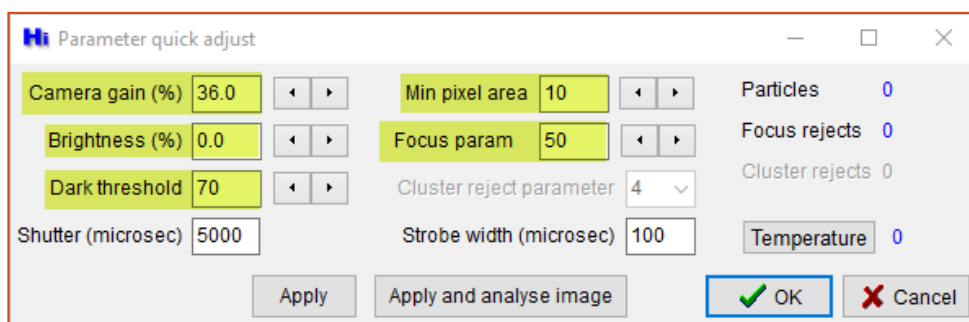 Hi Parameter quick adjust
Camera gain (%) 36.0 Min pixel area 10 Particles 0
Brightness (%) 0.0 Focus param 50 Focus rejects 0
Dark threshold 70 Cluster reject parameter 4 Cluster rejects 0
Shutter (microsec) 5000 Strobe width (microsec) 100 Temperature 0
Apply Apply and analyse image OK Cancel